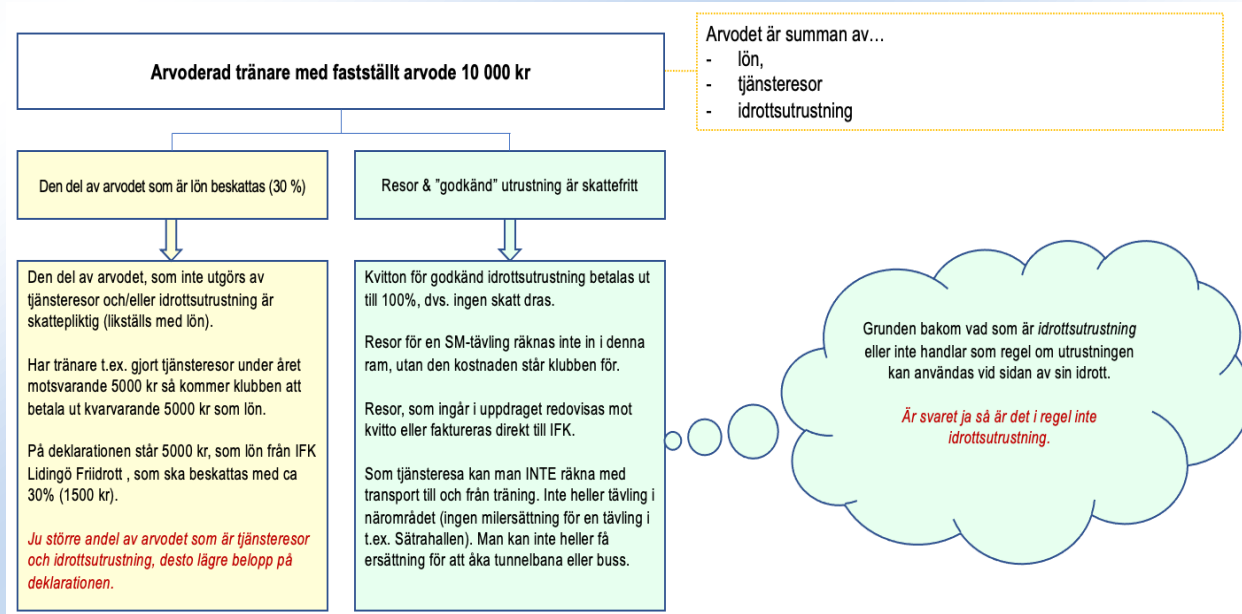 Arvoderad tränare med fastställt arvode 10 000 kr
Arvodet är summan av…
- lön,
- tjänsteresor
- idrottsutrustning
Den del av arvodet som är lön beskattas (30 %)
Resor & ”godkänd” utrustning är skattefritt
Den del av arvodet, som inte utgörs av
tjänsteresor och/eller idrottsutrustning är
skattepliktig (likställs med lön).
Har tränare t.ex. gjort tjänsteresor under året
motsvarande 5000 kr så kommer klubben att
betala ut kvarvarande 5000 kr som lön.
På deklarationen står 5000 kr, som lön från IFK
Lidingö Friidrott , som ska beskattas med ca
30% (1500 kr).
Ju större andel av arvodet som är tjänsteresor
och idrottsutrustning, desto lägre belopp på
deklarationen.
Kvitton för godkänd idrottsutrustning betalas ut
till 100%, dvs. ingen skatt dras.
Resor för en SM-tävling räknas inte in i denna
ram, utan den kostnaden står klubben för.
Resor, som ingår i uppdraget redovisas mot
kvitto eller faktureras direkt till IFK.
Som tjänsteresa kan man INTE räkna med
transport till och från träning. Inte heller tävling i
närområdet (ingen milersättning för en tävling i
t.ex. Sätrahallen). Man kan inte heller få
ersättning för att åka tunnelbana eller buss.
Grunden bakom vad som är idrottsutrustning
eller inte handlar som regel om utrustningen
kan användas vid sidan av sin idrott.
Är svaret ja så är det i regel inte
idrottsutrustning.